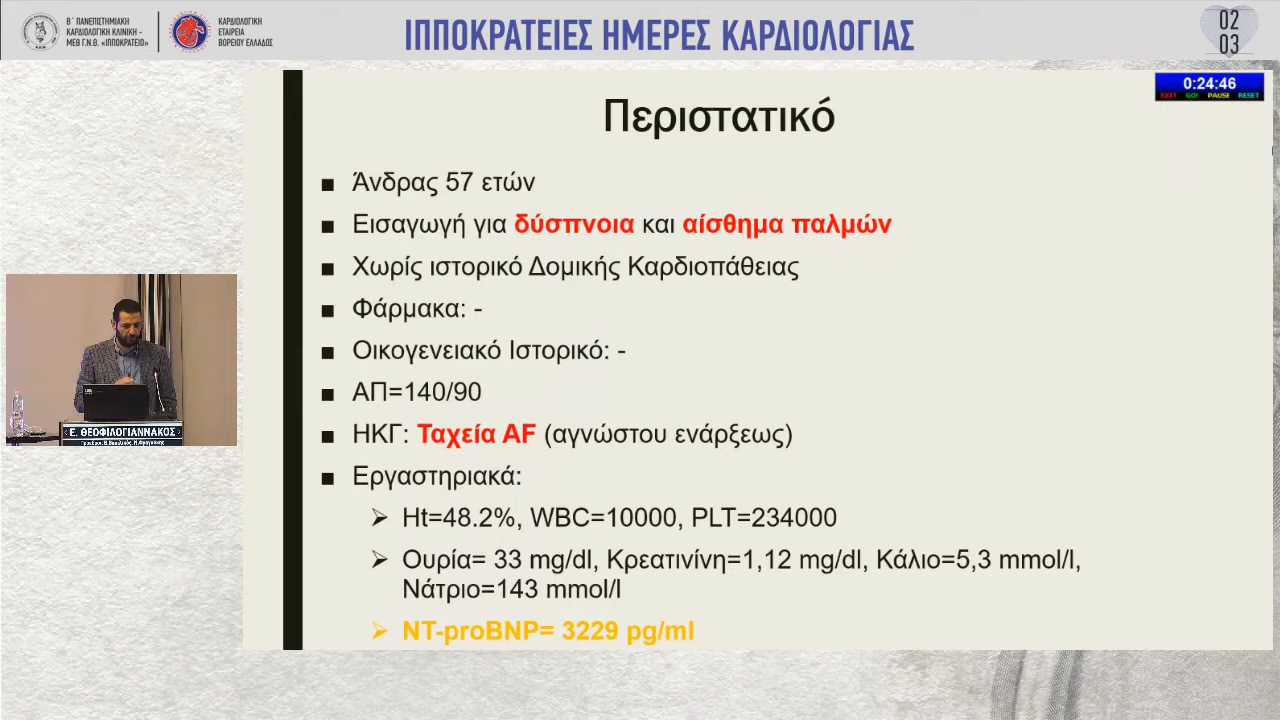 Β΄ ΠΑΝΕΠΙΣΤΗΜΙΑΚΗ
ΚΑΡΔΙΟΛΟΓΙΚΗ ΚΛΙΝΙΚΗ -
ΜΕΘ Γ.Ν.Θ. «ΙΠΠΟΚΡΑΤΕΙΟ»
ΚΑΡΔΙΟΛΟΓΙΚΗ
ΕΤΑΙΡΕΙΑ
ΒΟΡΕΙΟΥ ΕΛΛΑΔΟΣ
ΙΠΠΟΚΡΑΤΕΙΕΣ ΗΜΕΡΕΣ ΚΑΡΔΙΟΛΟΓΙΑΣ
02
03
0:24:46
EXIT GO! PAUSE RESET
Περιστατικό
■ Άνδρας 57 ετών
■ Εισαγωγή για δύσπνοια και αίσθημα παλμών
■ Χωρίς ιστορικό Δομικής Καρδιοπάθειας
■ Φάρμακα: -
■ Οικογενειακό Ιστορικό: -
■ ΑΠ=140/90
■ ΗΚΓ: Ταχεία AF (αγνώστου ενάρξεως)
■ Εργαστηριακά:
➢ Ht=48.2%, WBC=10000, PLT=234000
➢ Ουρία= 33 mg/dl, Κρεατινίνη=1,12 mg/dl, Κάλιο=5,3 mmol/l,
Νάτριο=143 mmol/l
➢ NT-proBNP= 3229 pg/ml
Ε. ΘΕΟΦΙΛΟΓΙΑΝΝΑΚΟΣ